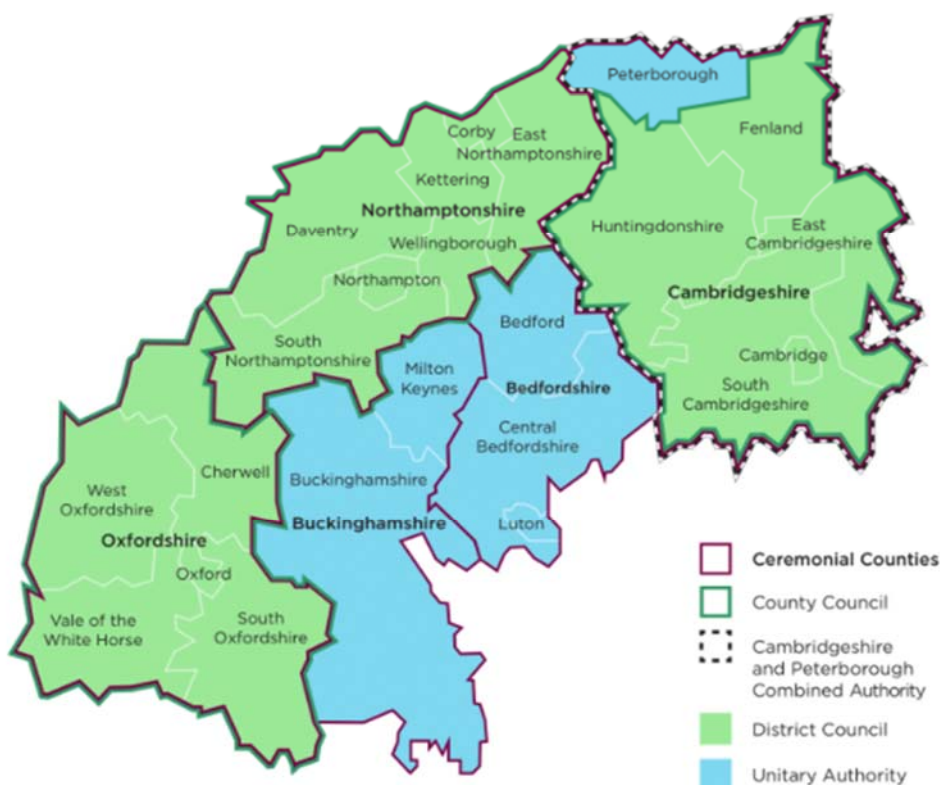 Peterborough
Fenland
Corby
East
Northamptonshire
Kettering
Northamptonshire
Daventry
Wellingborough
Northampton
Huntingdonshire
East
Cambridgeshire
Cambridgeshire
South
Northamptonshire
Bedford
Milton
Keynes
Bedfordshire
Cambridge
South
Cambridgeshire
Central
Bedfordshire
Cherwell
Buckinghamshire
West
Oxfordshire
Buckinghamshire
Luton
Oxfordshire
Oxford
Vale of the
White Horse
South
Oxfordshire
Ceremonial Counties
County Council
Cambridgeshire
and Peterborough
Combined Authority
District Council
Unitary Authority